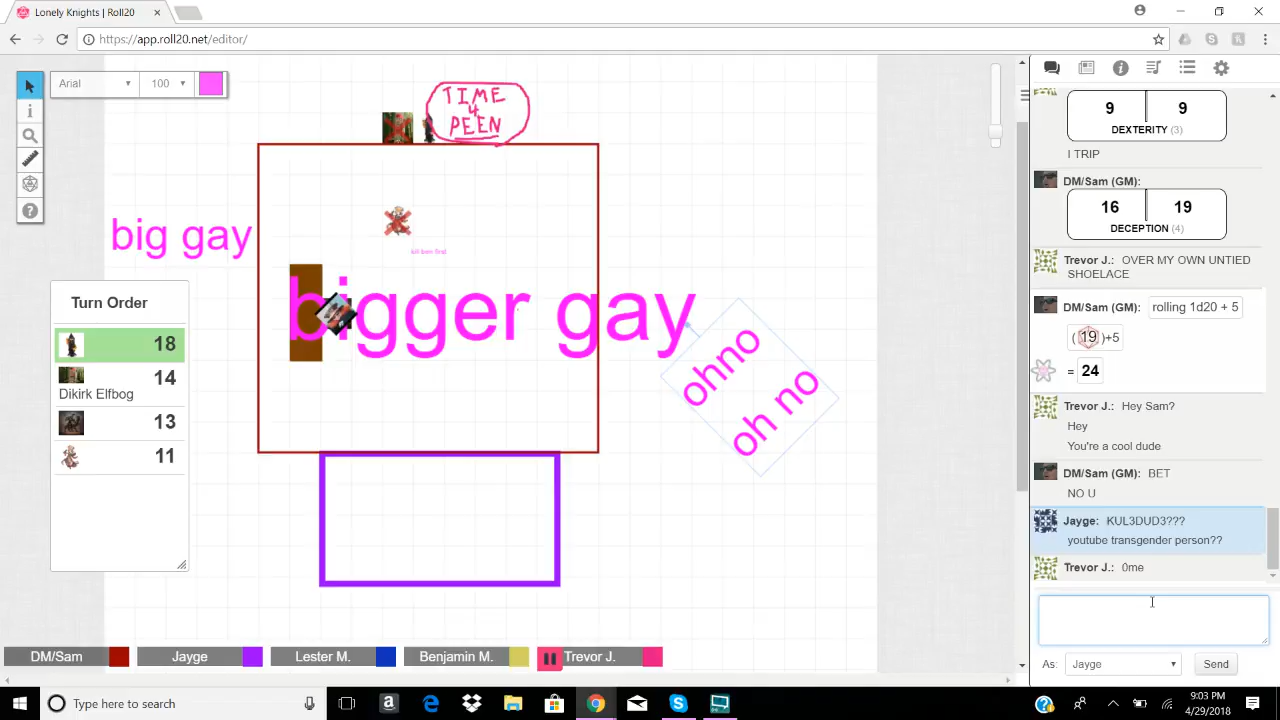 Lonely Knights | Roll20
https://app.roll20.net/editor/
Arial
100
TIME
4
PEEN
big gay
kill ben first
bigger gay
ohno
oh no
Turn Order
18
14
Dikirk Elfbog
13
11
9 9
DEXTERITY (3)
I TRIP
DM/Sam (GM):
16 19
DECEPTION (4)
Trevor J.: OVER MY OWN UNTIED
SHOELACE
DM/Sam (GM): rolling 1d20 + 5
(19)+5
= 24
Trevor J.: Hey Sam?
Hey
You're a cool dude
DM/Sam (GM): BET
NO U
Jayge: KUL3DUD3???
youtube transgender person??
Trevor J.: 0me
As: Jayge Send
DM/Sam Jayge Lester M. Benjamin M. Trevor J.
Type here to search
9:03 PM
4/29/2018